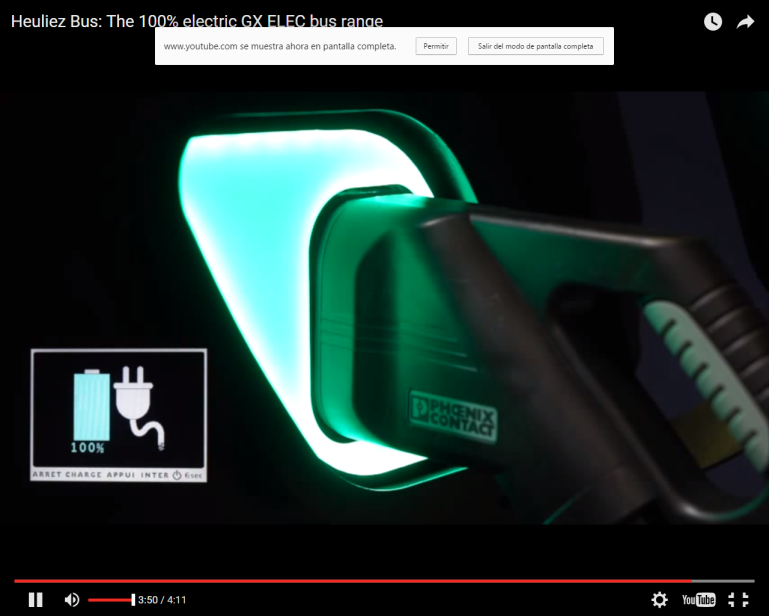 Heuliez Bus: The 100% electric GX ELEC bus range
www.youtube.com se muestra ahora en pantalla completa.
Permitir
Salir del modo de pantalla completa
PHŒNIX
CONTACT
100%
ARRET CHARGE APPUI INTER 6sec
3:50 / 4:11
YouTube